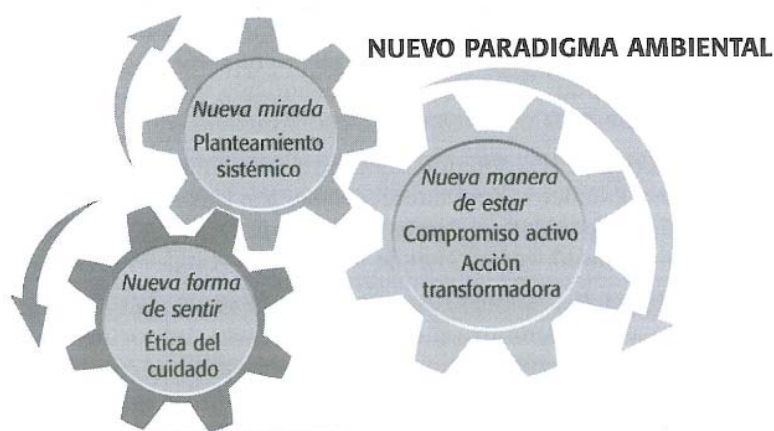 NUEVO PARADIGMA AMBIENTAL
Nueva mirada
Planteamiento
sistémico
Nueva manera
de estar
Compromiso activo
Acción
transformadora
Nueva forma
de sentir
Ética del
cuidado